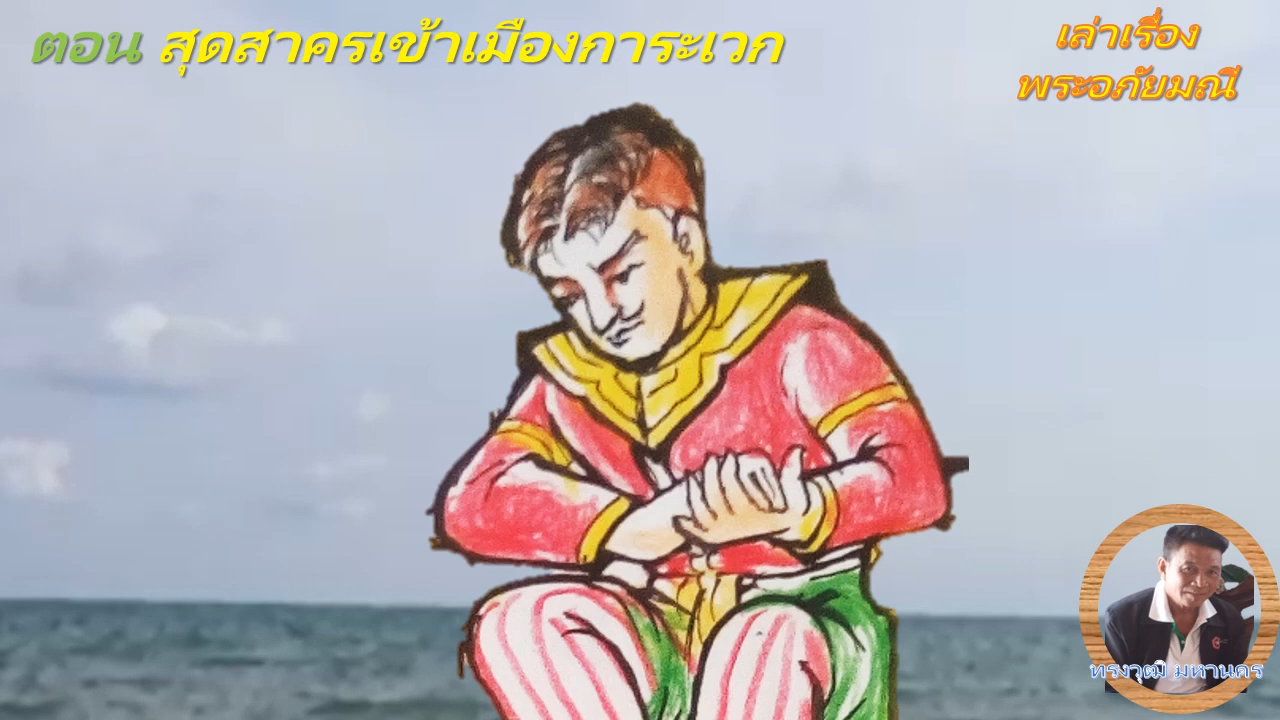 ตอน สุดสาครเข้าเมืองการะเวก
เล่าเรื่อง
พระอภัยมณี
ทรงวุฒิ มหานคร